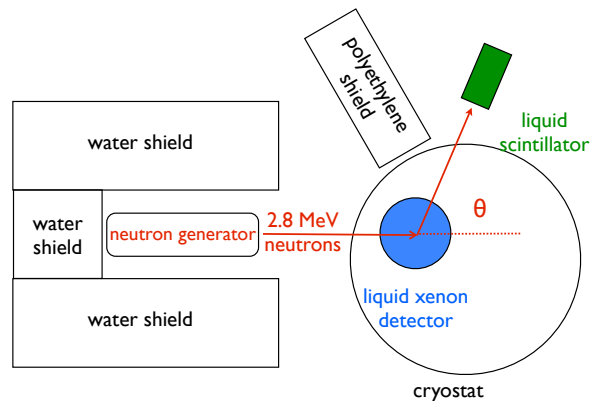 water shield
polyethylene
shield
liquid
scintillator
water
shield
neutron generator
2.8 MeV
neutrons
θ
liquid xenon
detector
water shield
cryostat